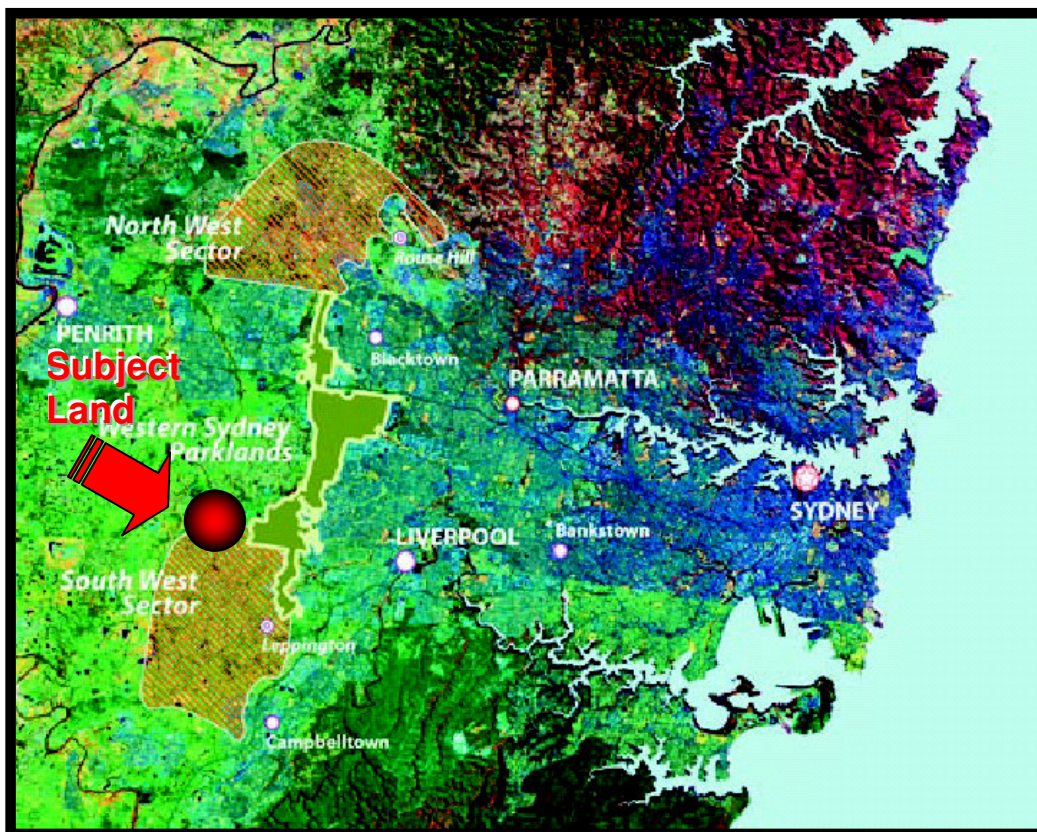 North West
Sector
Rouse Hill
PENRITH
Blacktown
Subject
Land
PARRAMATTA
Western Sydney
Parklands
SYDNEY
LIVERPOOL
Bankstown
South West
Sector
Leppington
Campbelltown